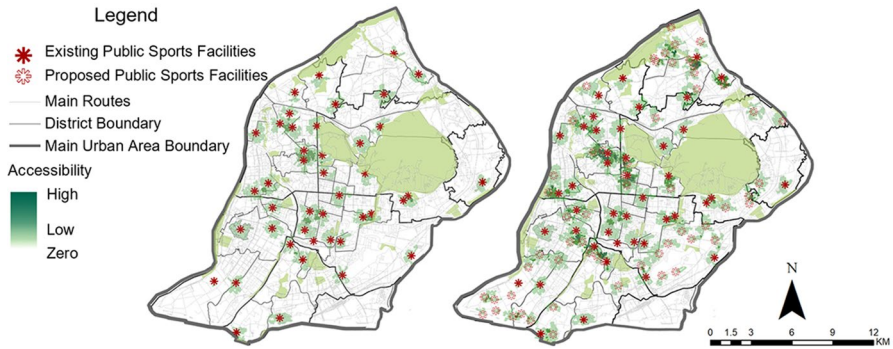 Legend
Existing Public Sports Facilities
Proposed Public Sports Facilities
Main Routes
District Boundary
Main Urban Area Boundary
Accessibility
High
Low
Zero
N
0 1.5 3 6 9 12
KM